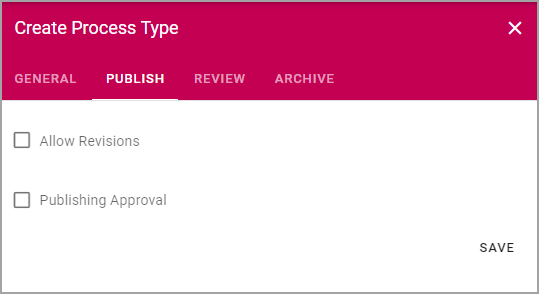 Create Process Type
GENERAL PUBLISH REVIEW ARCHIVE
Allow Revisions
Publishing Approval
SAVE